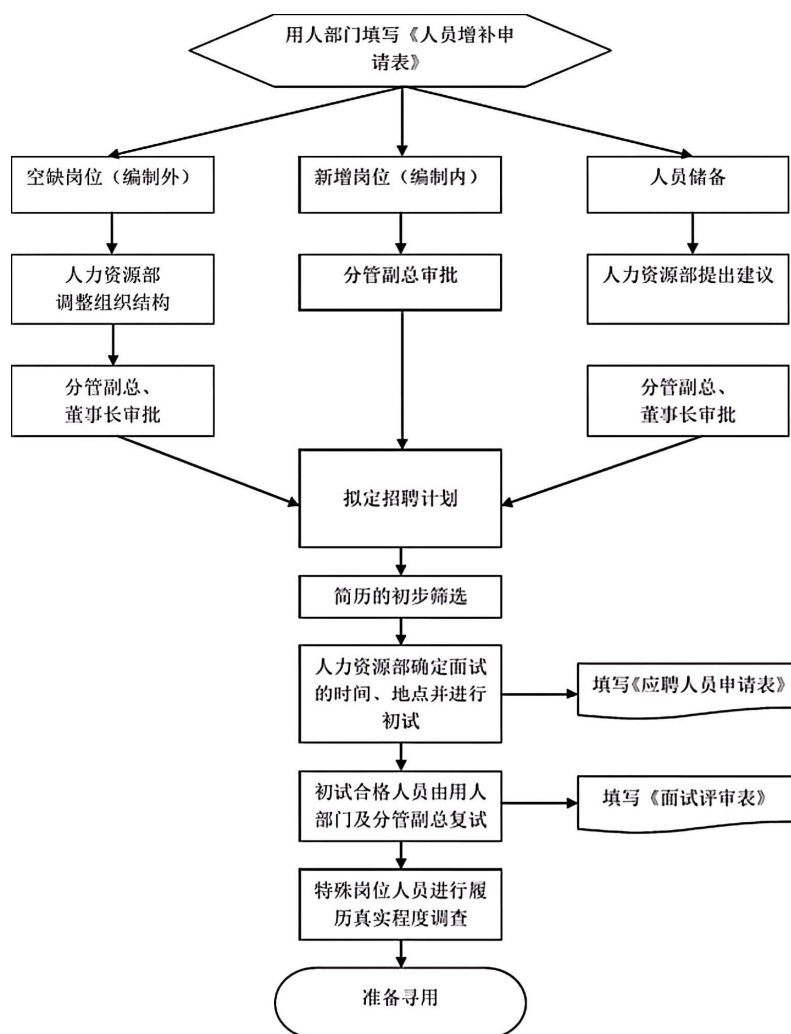 用人部门填写《人员增补申
请表》
空缺岗位（编制外）
新增岗位（编制内）
人员储备
人力资源部
调整组织结构
分管副总审批
人力资源部提出建议
分管副总、
董事长审批
分管副总、
董事长审批
拟定招聘计划
简历的初步筛选
人力资源部确定面试
的时间、地点并进行
初试
填写《应聘人员申请表》
初试合格人员由用人
部门及分管副总复试
填写《面试评审表》
特殊岗位人员进行履
历真实程度调查
准备寻用